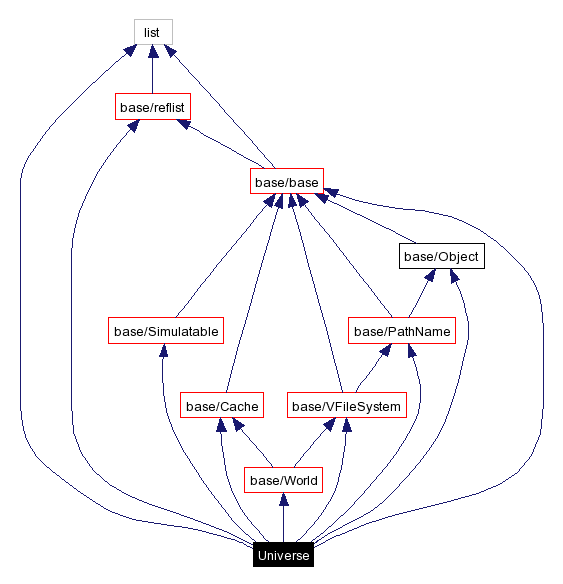 list
base/reflist
base/base
base/Object
base/Simulatable
base/PathName
base/Cache
base/VFileSystem
base/World
Universe